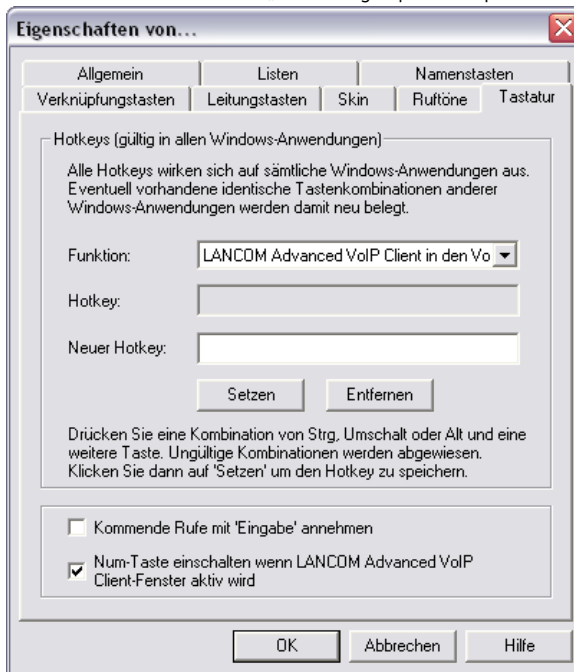 Eigenschaften von...
Allgemein
Listen
Namenstasten
Verknüpfungstasten
Leitungstasten
Skin
Ruftöne
Tastatur
Hotkeys (gültig in allen Windows-Anwendungen)
Alle Hotkeys wirken sich auf sämtliche Windows-Anwendungen aus.
Eventuell vorhandene identische Tastenkombinationen anderer
Windows-Anwendungen werden damit neu belegt.
Funktion:
LANCOM Advanced VoIP Client in den Vo
Hotkey:
Neuer Hotkey:
Setzen
Entfernen
Drücken Sie eine Kombination von Strg, Umschalt oder Alt und eine
weitere Taste. Ungültige Kombinationen werden abgewiesen.
Klicken Sie dann auf 'Setzen' um den Hotkey zu speichern.
Kommende Rufe mit 'Eingabe' annehmen
Num-Taste einschalten wenn LANCOM Advanced VoIP
Client-Fenster aktiv wird
OK
Abbrechen
Hilfe